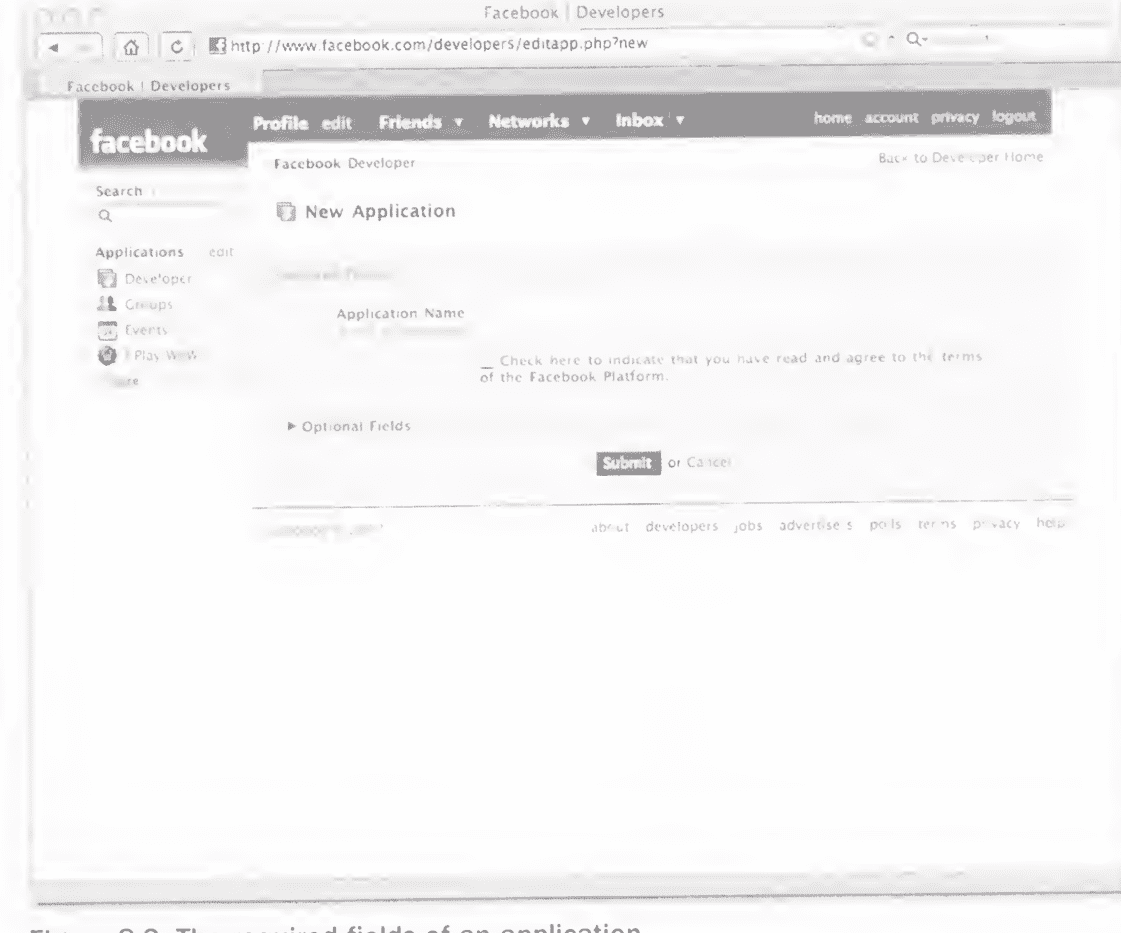 Facebook | Developers
http://www.facebook.com/developers/editapp.php?new
Facebook | Developers
facebook
Profile edit Friends Networks Inbox home account privacy logout
Facebook Developer Back to Developer Home
Search
New Application
Applications edit
Developer
Groups
Events
Play WoW
Application Name
Check here to indicate that you have read and agree to the terms
of the Facebook Platform.
Optional Fields
Submit or Cancel
about developers jobs advertisers polls terms privacy help
fields of an application